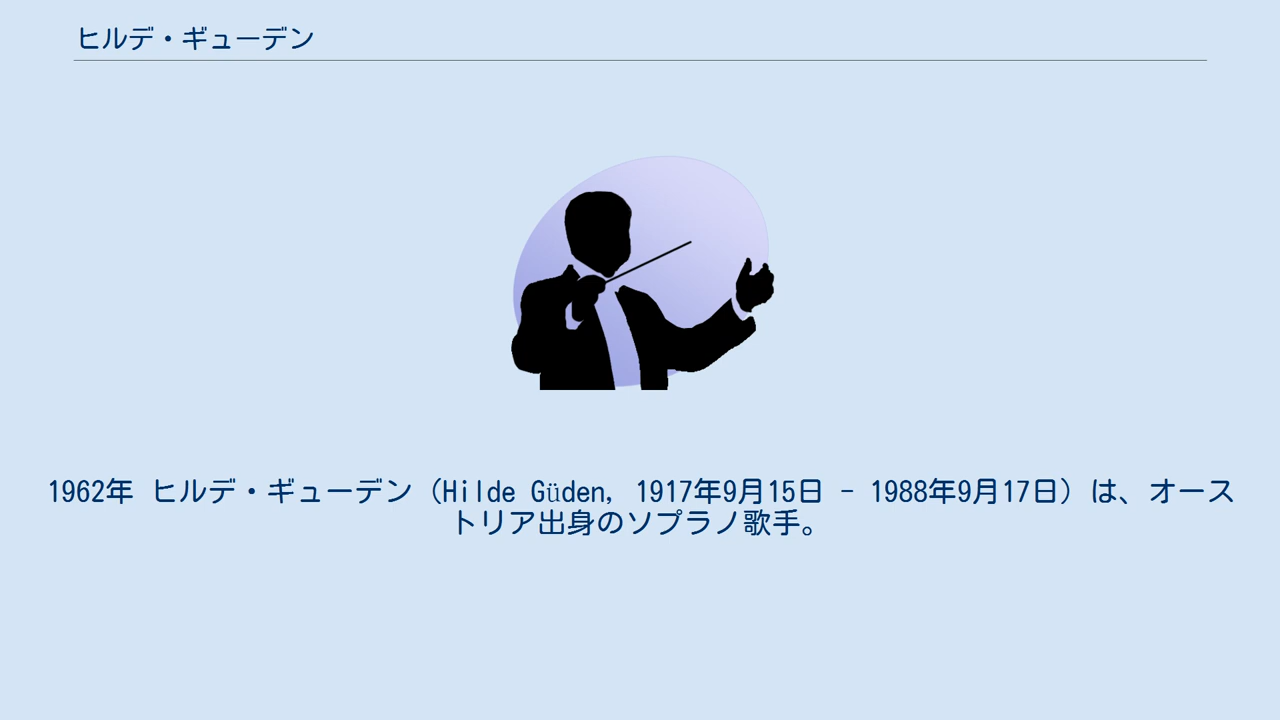 ヒルデ・ギューデン
1962年 ヒルデ・ギューデン（Hilde Güden, 1917年9月15日 - 1988年9月17日）は、オース
トリア出身のソプラノ歌手。